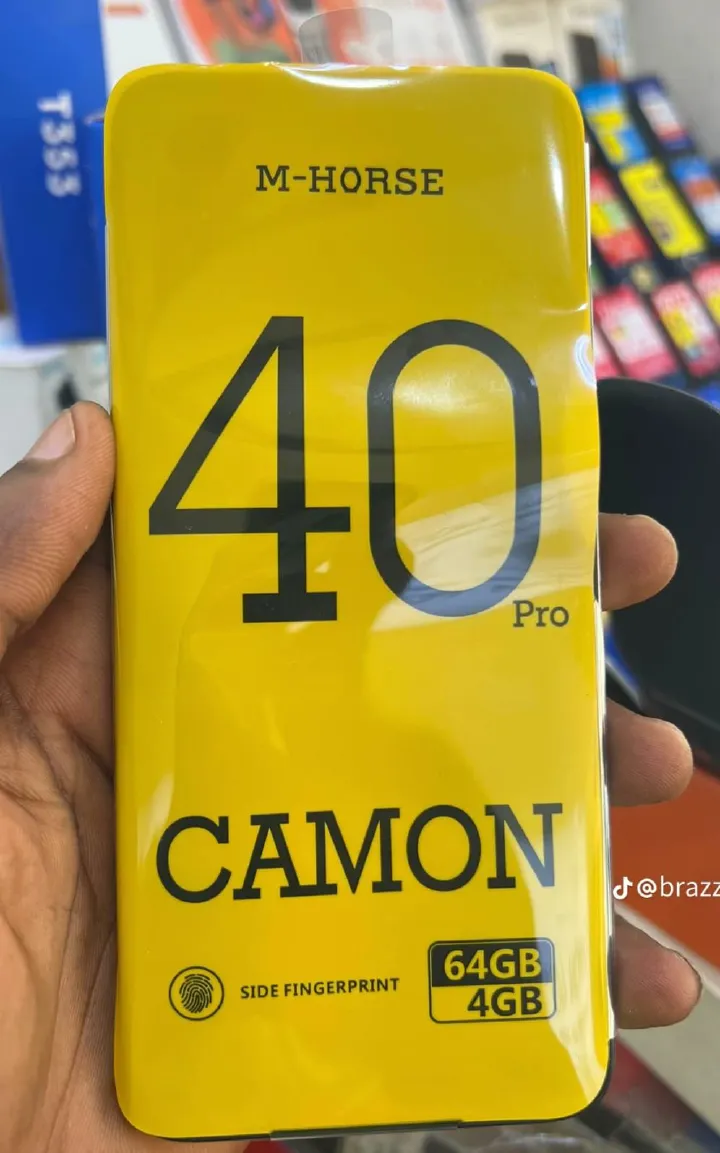 T353
M-HORSE
40
Pro
CAMON
SIDE FINGERPRINT
64GB
4GB
@brazz